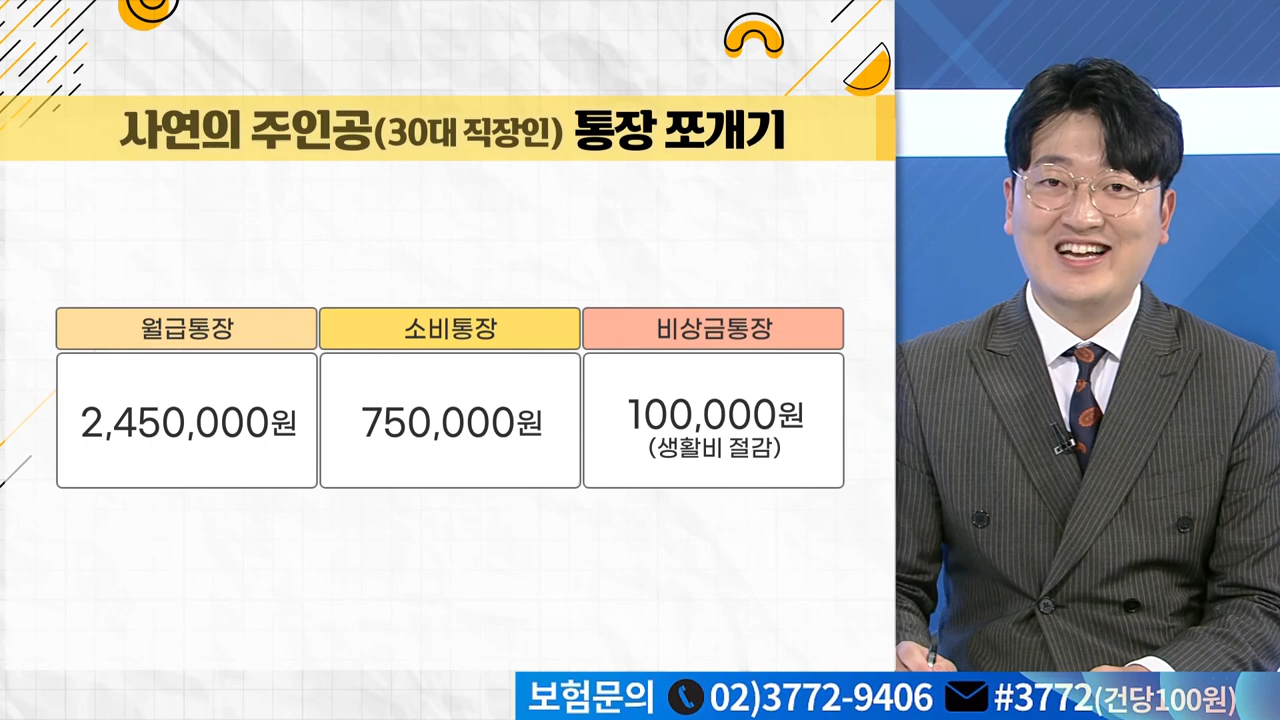 사연의 주인공(30대 직장인) 통장 쪼개기
월급통장 소비통장 비상금통장
2,450,000원 750,000원 100,000원
(생활비 절감)
보험문의 02)3772-9406 #3772(건당100원)